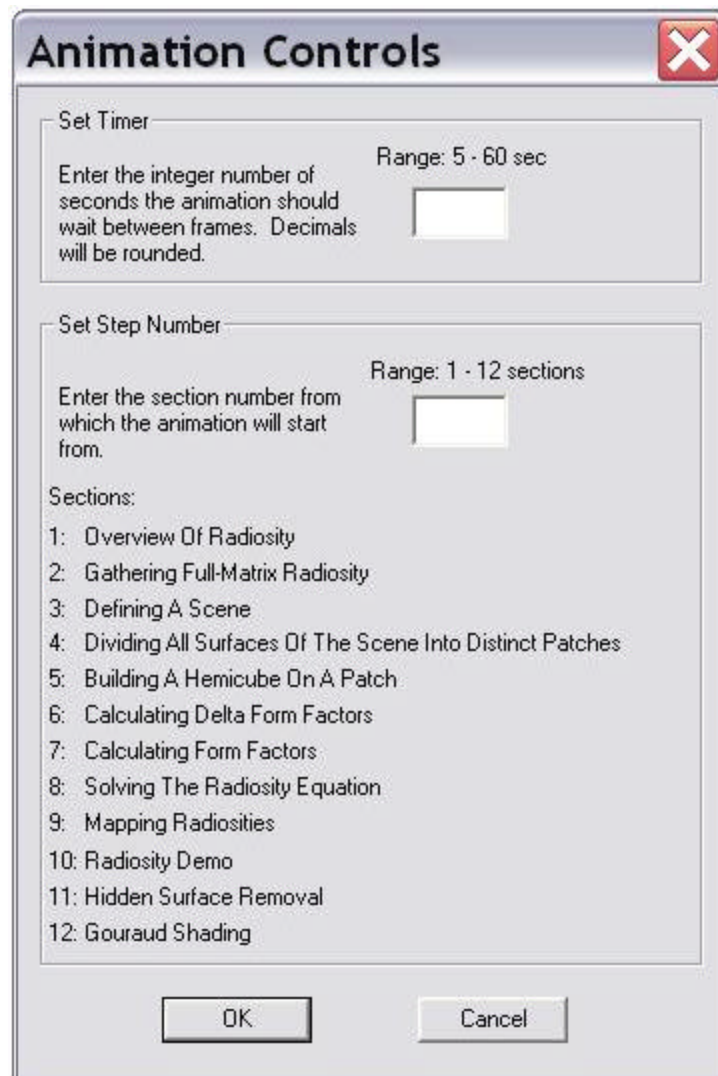 Animation Controls
Set Timer
Range: 5 - 60 sec
Enter the integer number of
seconds the animation should
wait between frames.  Decimals
will be rounded.
Set Step Number
Range: 1 - 12 sections
Enter the section number from
which the animation will start
from.
Sections:
1: Overview Of Radiosity
2: Gathering Full-Matrix Radiosity
3: Defining A Scene
4: Dividing All Surfaces Of The Scene Into Distinct Patches
5: Building A Hemicube On A Patch
6: Calculating Delta Form Factors
7: Calculating Form Factors
8: Solving The Radiosity Equation
9: Mapping Radiosities
10: Radiosity Demo
11: Hidden Surface Removal
12: Gouraud Shading
OK
Cancel